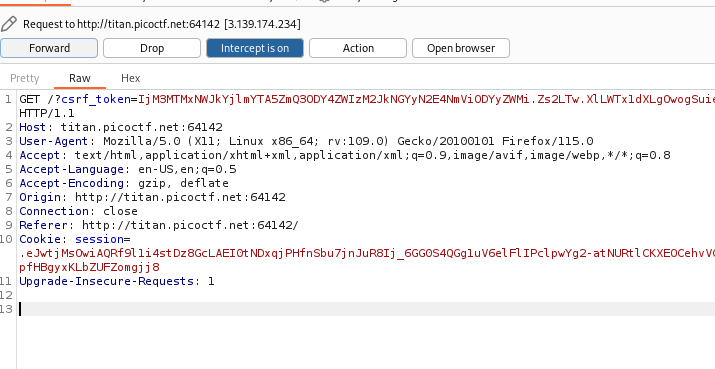 Request to http://titan.picoctf.net:64142 [3.139.174.234]
Forward Drop Intercept is on Action Open browser
Pretty Raw Hex
1 GET /?csrf_token=IjM3MTMxNWJkYjlmYTA5ZmQ3ODY4ZWIzM2JkNGYyN2E4NmViODYyZWMi.Zs2LTw.XlLWTx1dXLgOwogSuie
HTTP/1.1
2 Host: titan.picoctf.net:64142
3 User-Agent: Mozilla/5.0 (X11; Linux x86_64; rv:109.0) Gecko/20100101 Firefox/115.0
4 Accept: text/html,application/xhtml+xml,application/xml;q=0.9,image/avif,image/webp,*/*;q=0.8
5 Accept-Language: en-US,en;q=0.5
6 Accept-Encoding: gzip, deflate
7 Origin: http://titan.picoctf.net:64142
8 Connection: close
9 Referer: http://titan.picoctf.net:64142/
10 Cookie: session=
.eJwtjMsOwiAQRf9l1i4stDz8GcLAEI0tNDxqjPHfnSbu7jnJuR8Ij_6GG0S4QGg1uV6elFlIPclpwYg2-atNURtlCKXEOCehvV
pfHBgyxKLbZUFZomgjj8
11 Upgrade-Insecure-Requests: 1
12
13